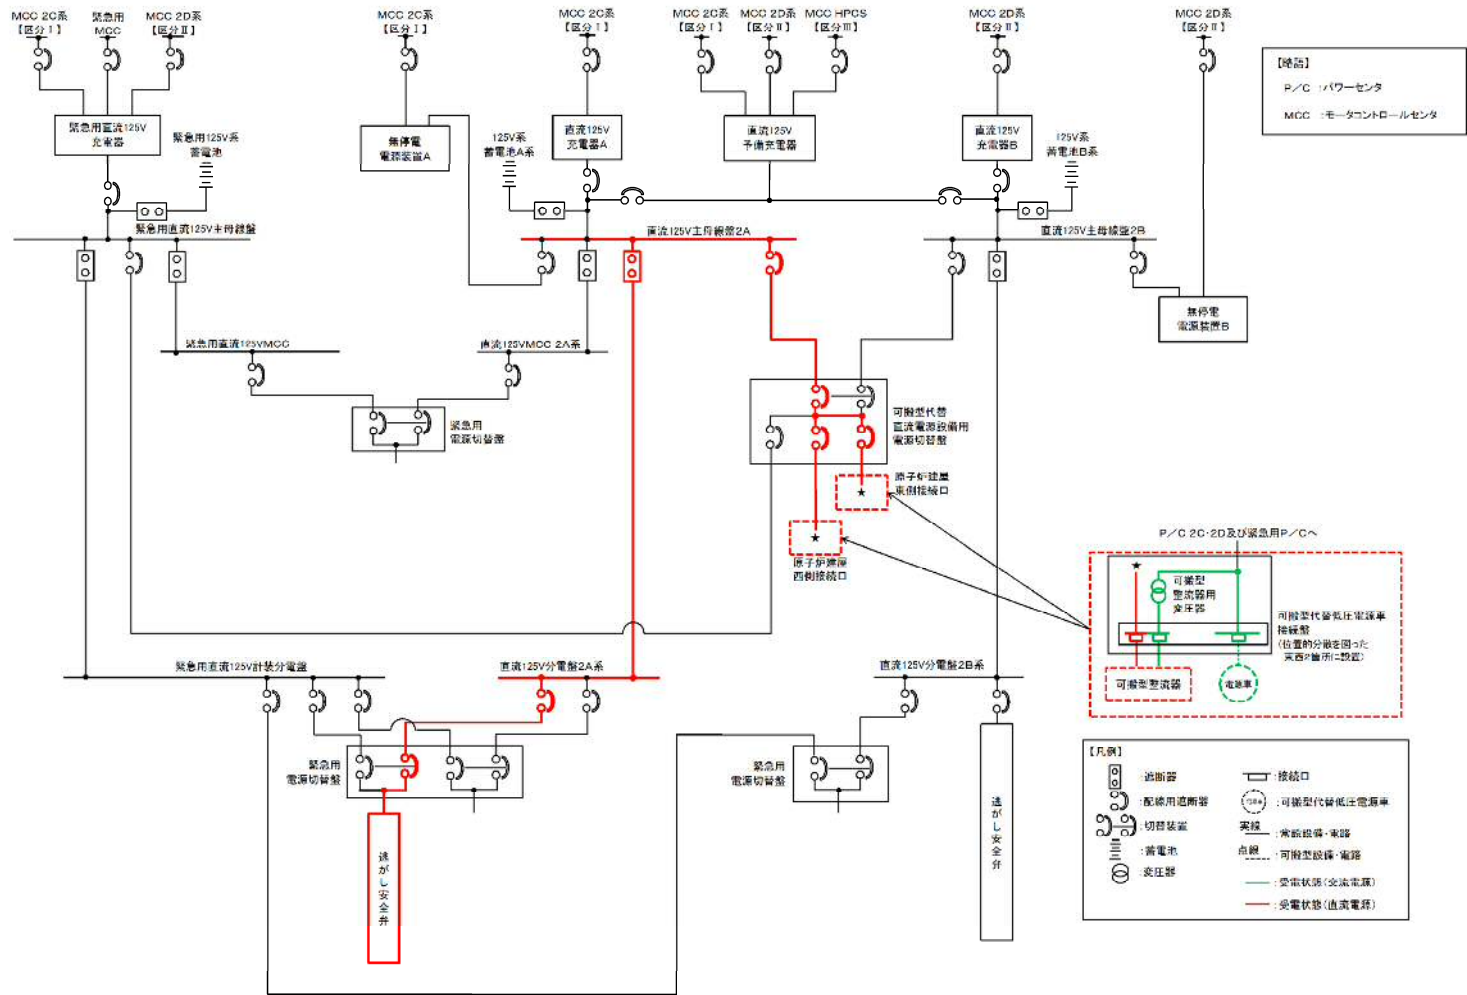 MCC 2C系
【区分Ⅰ】
緊急用
MCC
MCC 2D系
【区分Ⅱ】
MCC 2C系
【区分Ⅰ】
MCC 2C系
【区分Ⅰ】
MCC 2C系
【区分Ⅰ】
MCC 2D系
【区分Ⅱ】
MCC HPCS
【区分Ⅲ】
MCC 2D系
【区分Ⅱ】
MCC 2D系
【区分Ⅱ】
【略語】
P/C :パワーセンタ
MCC :モータコントロールセンタ
緊急用直流125V
充電器
緊急用125V系
蓄電池
無停電
電源装置A
125V系
蓄電池A系
直流125V
充電器A
直流125V
予備充電器
直流125V
充電器B
125V系
蓄電池B系
緊急用直流125V主母線盤
直流125V主母線盤2A
直流125V主母線盤2B
無停電
電源装置B
緊急用直流125VMCC
直流125VMCC 2A系
緊急用
電源切替盤
可搬型代替
直流電源設備用
電源切替盤
原子炉建屋
東側接続口
★
★
原子炉建屋
西側接続口
P/C 2C・2D及び緊急用P/Cへ
★
可搬型
整流器用
変圧器
可搬型代替低圧電源車
接続盤
(位置的分散を図った
東西2箇所に設置)
可搬型整流器
電源車
緊急用直流125V計装分電盤
直流125V分電盤2A系
直流125V分電盤2B系
緊急用
電源切替盤
緊急用
電源切替盤
逃がし安全弁
逃がし安全弁
【凡例】
:遮断器
:配線用遮断器
:切替装置
:蓄電池
:変圧器
:接続口
:可搬型代替低圧電源車
実線
:常設設備・電路
点線
:可搬型設備・電路
:受電状態(交流電源)
:受電状態(直流電源)